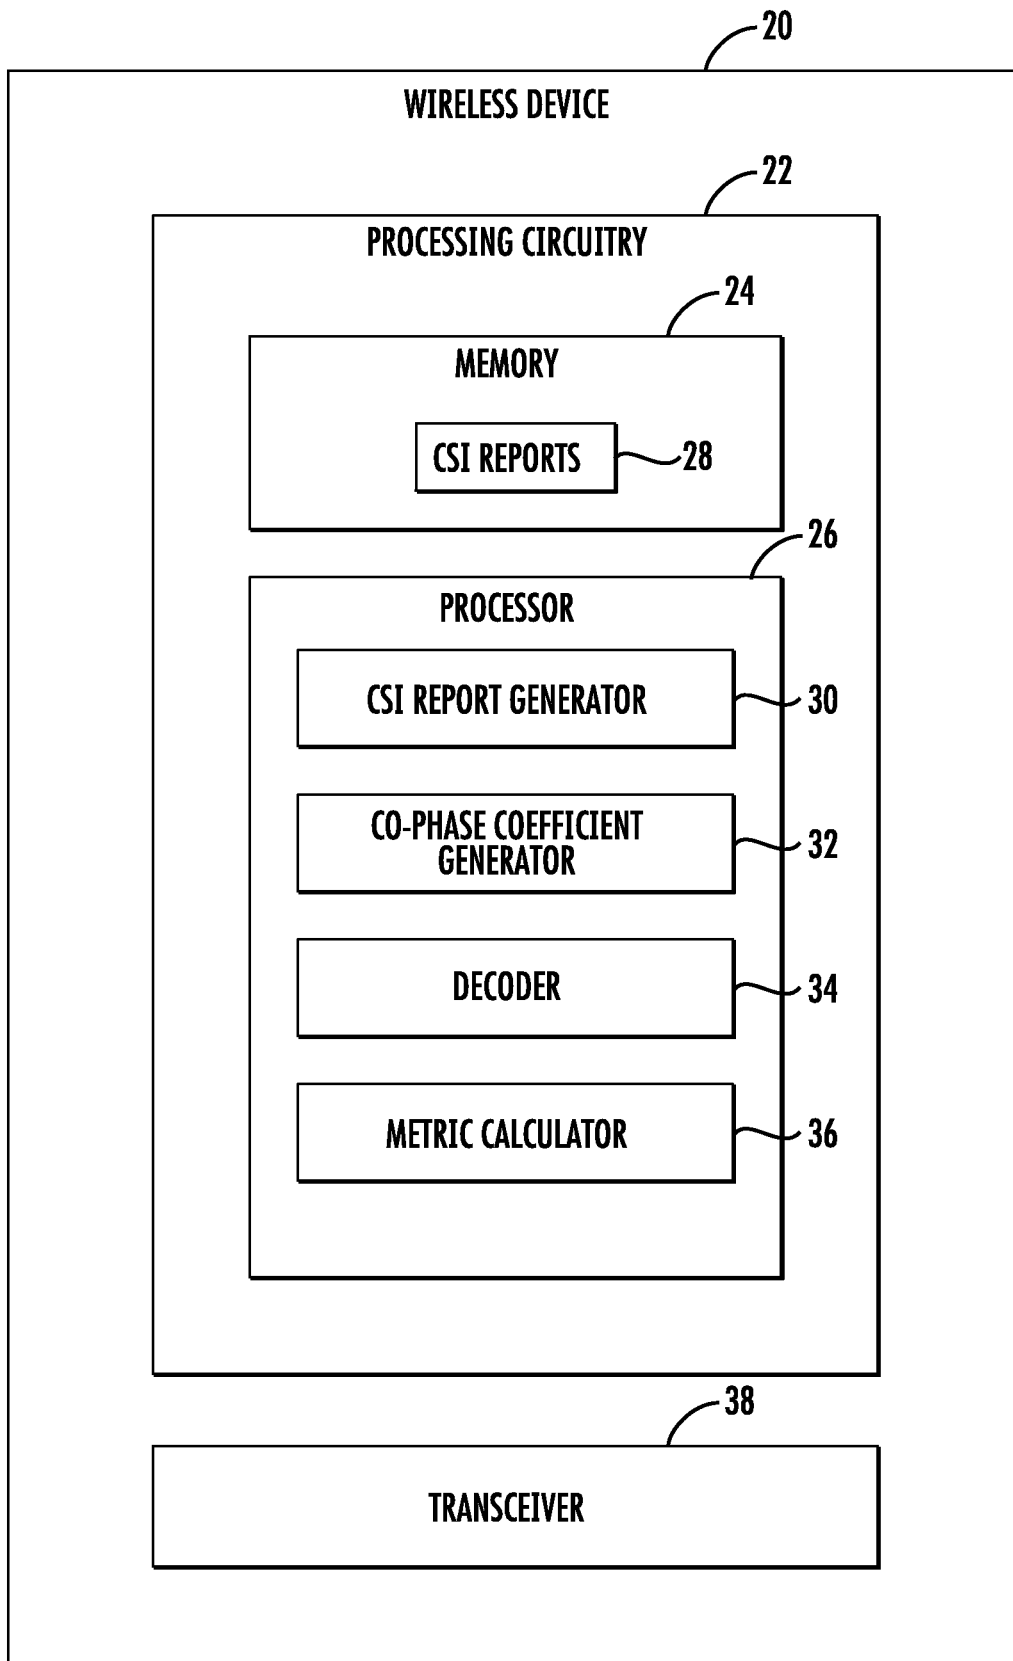 20
WIRELESS DEVICE
22
PROCESSING CIRCUITRY
24
MEMORY
CSI REPORTS
28
26
PROCESSOR
CSI REPORT GENERATOR
30
CO-PHASE COEFFICIENT
GENERATOR
32
DECODER
34
METRIC CALCULATOR
36
38
TRANSCEIVER